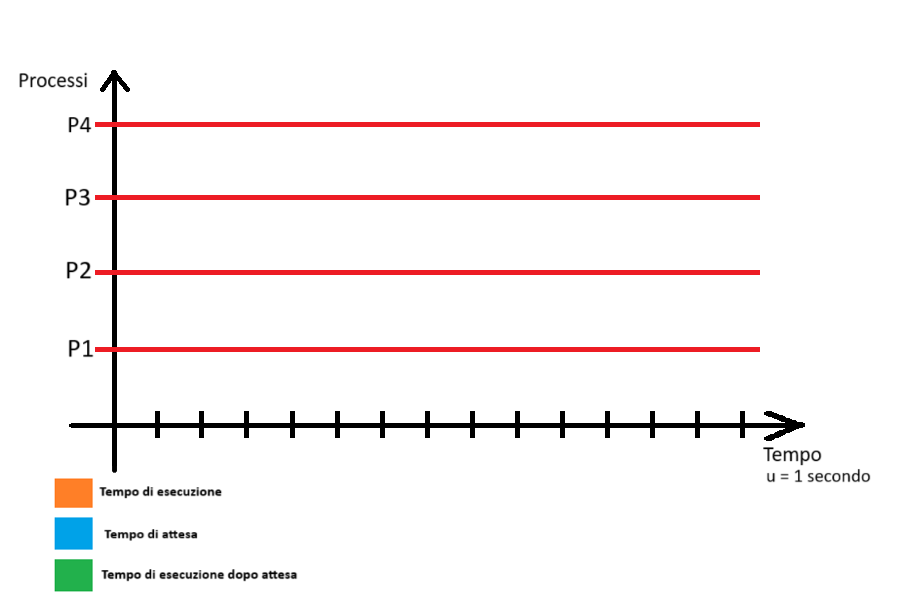 Processi
P4
P3
P2
P1
Tempo
u = 1 secondo
Tempo di esecuzione
Tempo di attesa
Tempo di esecuzione dopo attesa